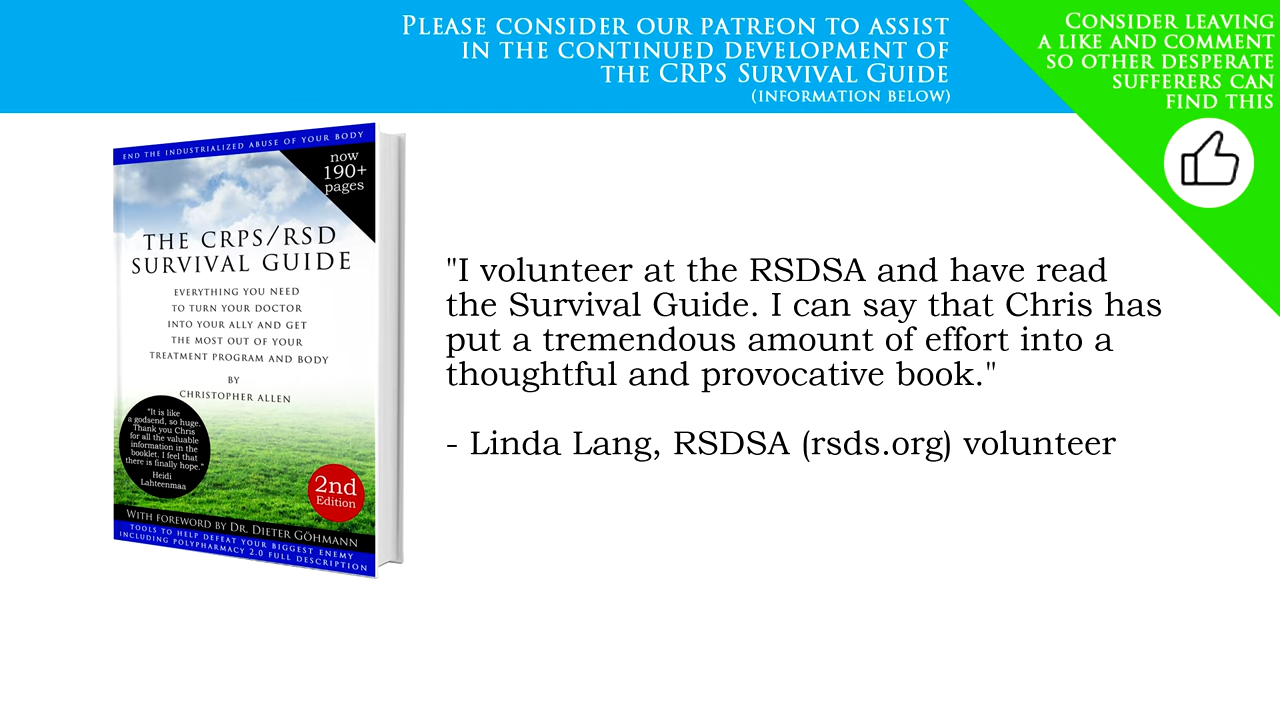 Please consider our patreon to assist
in the continued development of
the CRPS Survival Guide
(information below)
Consider leaving
a like and comment
so other desperate
sufferers can
find this
End the industrialized abuse of your body
now
190+
pages
The CRPS/RSD
Survival Guide
Everything you need
to turn your doctor
into your ally and get
the most out of your
treatment program and body
by
Christopher Allen
"It is like
a godsend, so huge.
Thank you Chris
for all the valuable
information in the
booklet. I feel that
there is finally hope."
Heidi
Lahteenmaa
2nd
Edition
With foreword by Dr. Dieter Göhmann
Tools to help defeat your biggest enemy
including Polypharmacy 2.0 full description
"I volunteer at the RSDSA and have read
the Survival Guide. I can say that Chris has
put a tremendous amount of effort into a
thoughtful and provocative book."
- Linda Lang, RSDSA (rsds.org) volunteer